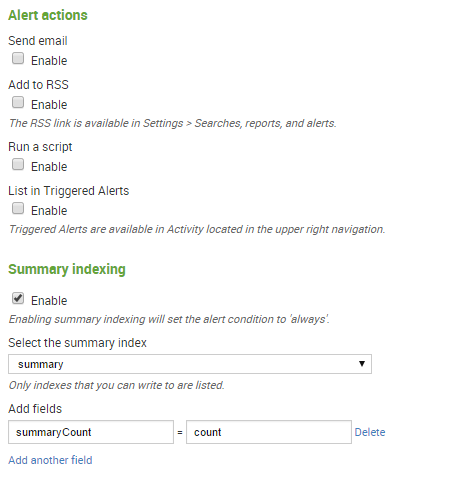 Alert actions
Send email
Enable
Add to RSS
Enable
The RSS link is available in Settings > Searches, reports, and alerts.
Run a script
Enable
List in Triggered Alerts
Enable
Triggered Alerts are available in Activity located in the upper right navigation.
Summary indexing
Enable
Enabling summary indexing will set the alert condition to 'always'.
Select the summary index
summary
Only indexes that you can write to are listed.
Add fields
summaryCount = count Delete
Add another field